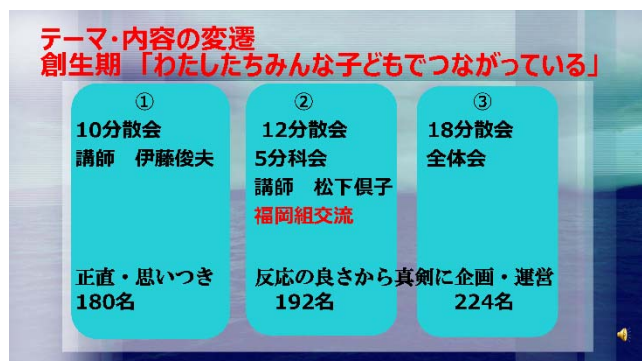 テーマ・内容の変遷
創生期 「わたしたちみんな子どもでつながっている」
①
10分散会
講師 伊藤俊夫
正直・思いつき
180名
②
12分散会
5分科会
講師 松下倶子
福岡組交流
反応の良さから真剣に企画・運営
192名
③
18分散会
全体会
224名